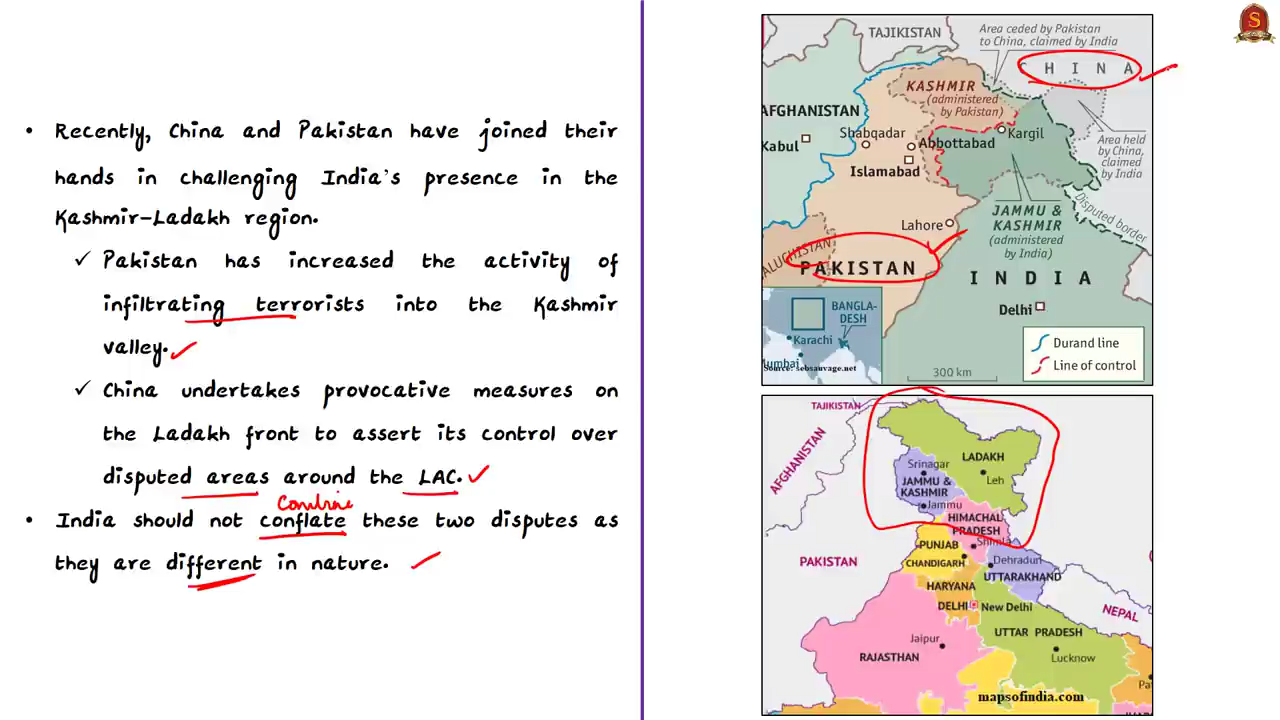 • Recently, China and Pakistan have joined their
hands in challenging India's presence in the
Kashmir-Ladakh region.
✓ Pakistan has increased the activity of
infiltrating terrorists into the Kashmir
valley.
✓ China undertakes provocative measures on
the Ladakh front to assert its control over
disputed areas around the LAC.
Combine
• India should not conflate these two disputes as
they are different in nature.
S
TAJIKISTAN
Area ceded by Pakistan
to China, claimed by India
CHINA
KASHMIR
(administered
by Pakistan)
AFGHANISTAN
Kabul
Shabqadar
Abbottabad
Kargil
Islamabad
Area held
by China,
claimed
by India
JAMMU &
KASHMIR
(administered
by India)
Disputed border
Lahore
BALUCHISTAN
PAKISTAN
INDIA
Delhi
BANGLA-
DESH
Karachi
Mumbai
Source: sebsauvage.net
300 km
Durand line
Line of control
TAJIKISTAN
AFGHANISTAN
LADAKH
Srinagar
Leh
JAMMU &
KASHMIR
Jammu
HIMACHAL
PRADESH
Shimla
PUNJAB
CHANDIGARH
Dehradun
UTTARAKHAND
PAKISTAN
HARYANA
DELHI
New Delhi
NEPAL
UTTAR PRADESH
Jaipur
RAJASTHAN
Lucknow
Pat
mapsofindia.com